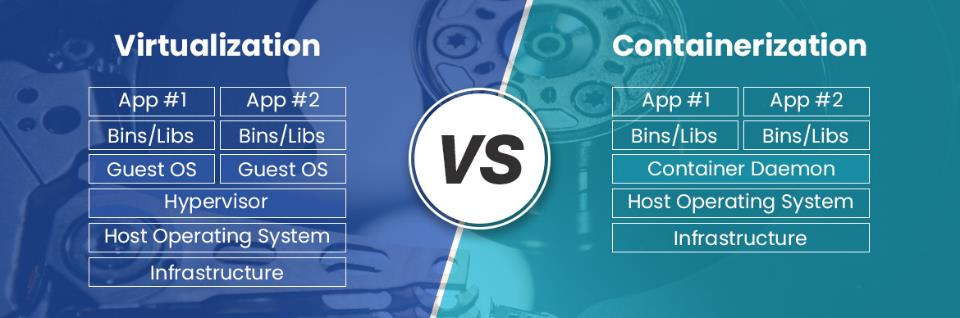 Virtualization
App #1 App #2
Bins/Libs Bins/Libs
Guest OS Guest OS
Hypervisor
Host Operating System
Infrastructure
VS
Containerization
App #1 App #2
Bins/Libs Bins/Libs
Container Daemon
Host Operating System
Infrastructure